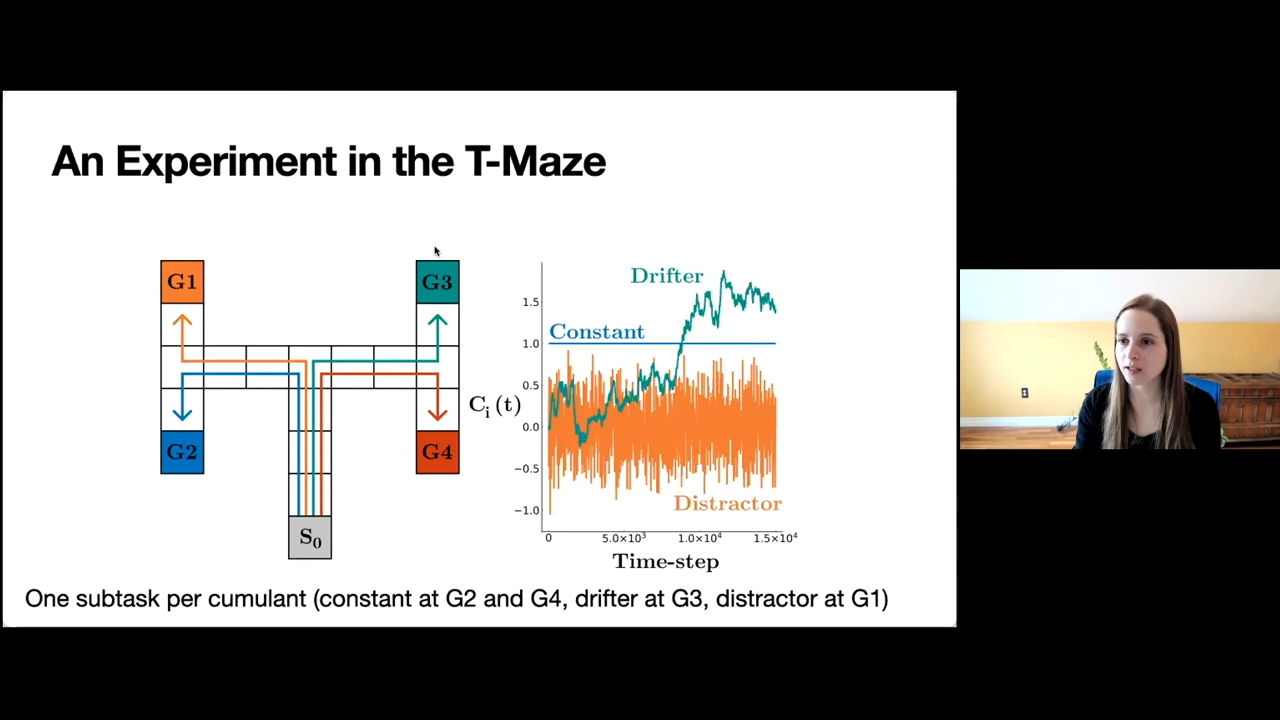 An Experiment in the T-Maze
G1
G3
G2
G4
S0
Drifter
Constant
Distractor
Ci (t)
1.5
1.0
0.5
0.0
−0.5
−1.0
0
5.0×10³
1.0×10⁴
1.5×10⁴
Time-step
One subtask per cumulant (constant at G2 and G4, drifter at G3, distractor at G1)